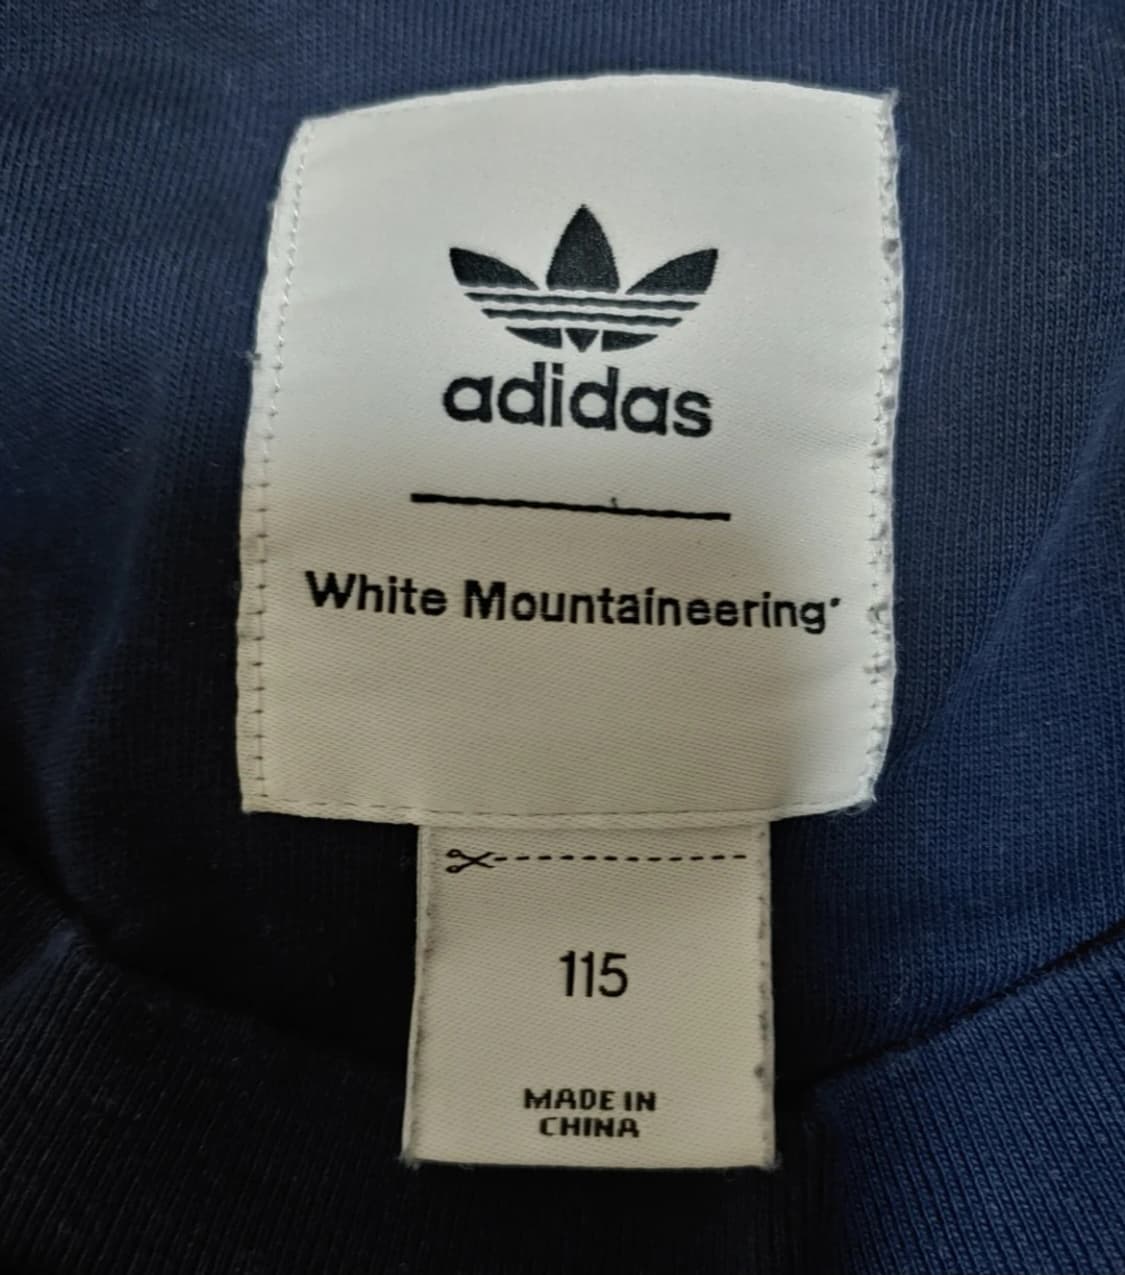 adidas
White Mountaineering
115
MADE IN
CHINA